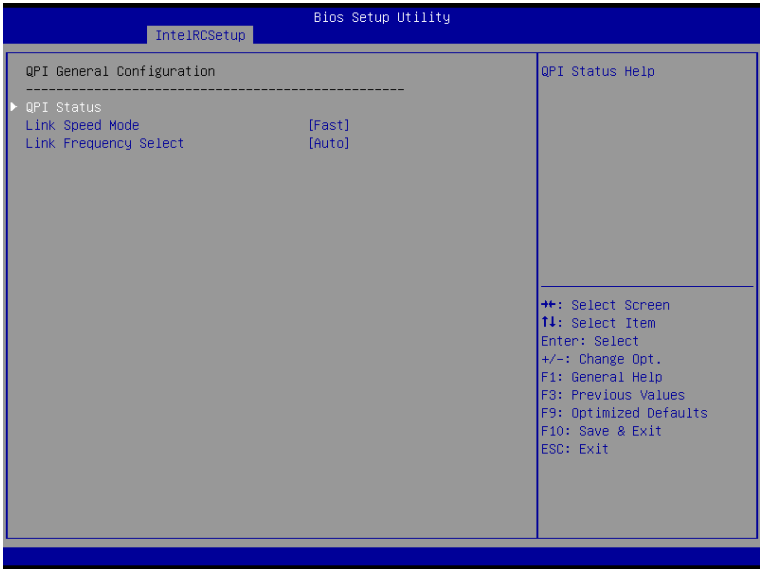 Bios Setup Utility
IntelRCSetup
QPI General Configuration
--------------------------------------------------
QPI Status
Link Speed Mode [Fast]
Link Frequency Select [Auto]
QPI Status Help
→←: Select Screen
↑↓: Select Item
Enter: Select
+/-: Change Opt.
F1: General Help
F3: Previous Values
F9: Optimized Defaults
F10: Save & Exit
ESC: Exit